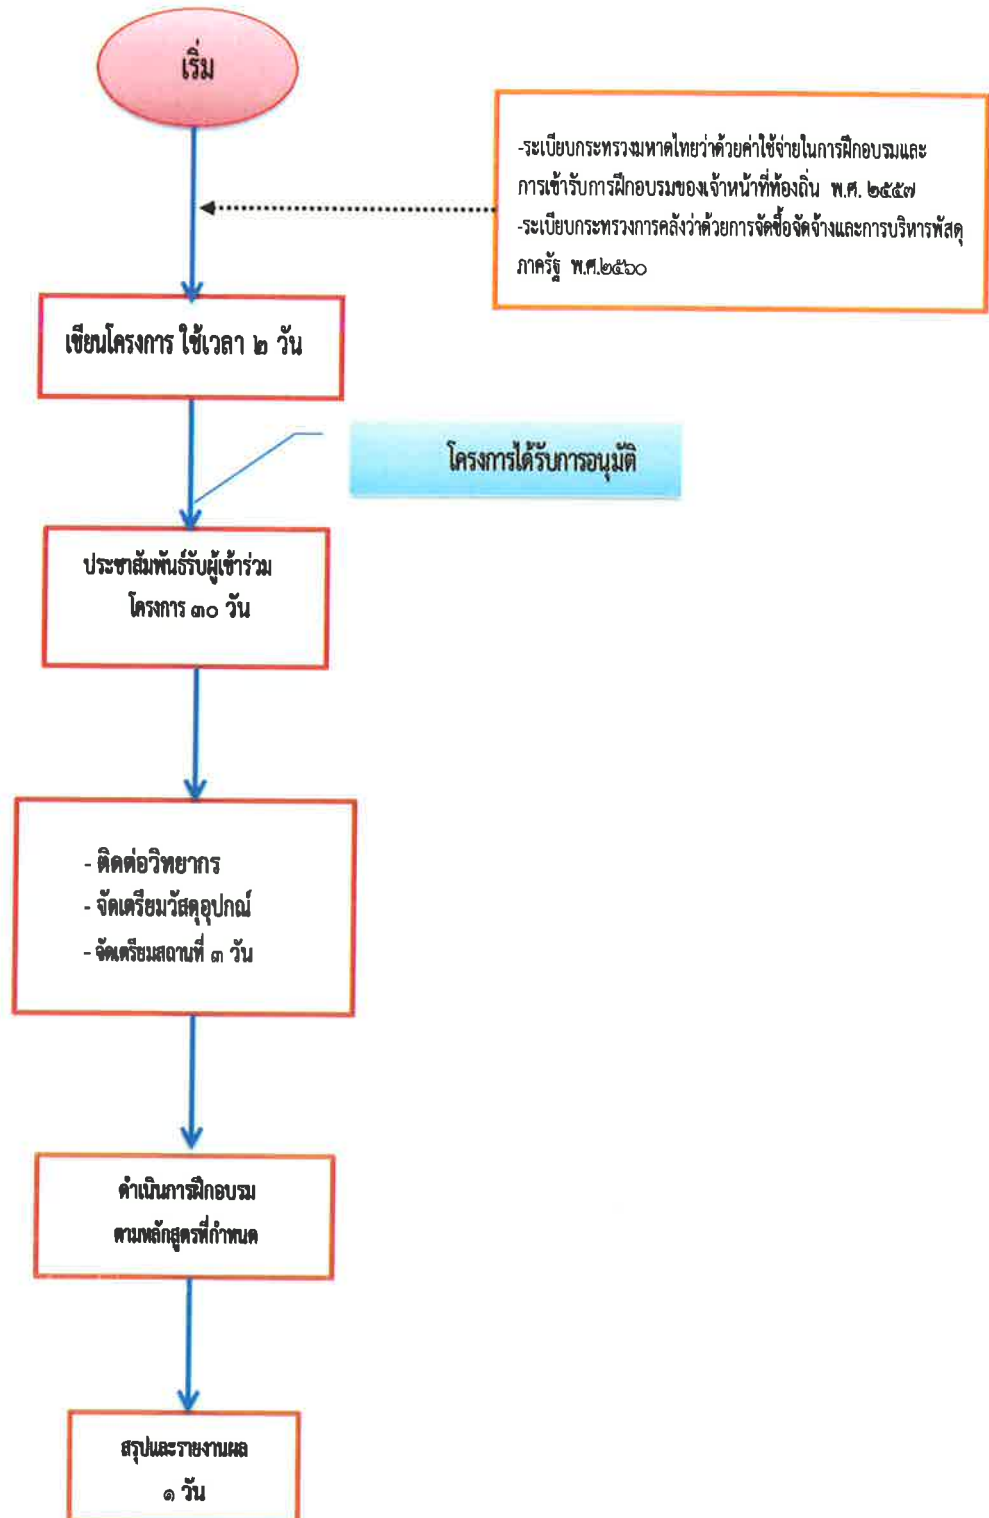 เริ่ม
-ระเบียบกระทรวงมหาดไทยว่าด้วยค่าใช้จ่ายในการฝึกอบรมและ
การเข้ารับการฝึกอบรมของเจ้าหน้าที่ท้องถิ่น พ.ศ. ๒๕๕๗
-ระเบียบกระทรวงการคลังว่าด้วยการจัดซื้อจัดจ้างและการบริหารพัสดุ
ภาครัฐ พ.ศ.๒๕๖๐
เขียนโครงการ ใช้เวลา ๒ วัน
โครงการได้รับการอนุมัติ
ประชาสัมพันธ์รับผู้เข้าร่วม
โครงการ ๓๐ วัน
- ติดต่อวิทยากร
- จัดเตรียมวัสดุอุปกณ์
- จัดเตรียมสถานที่ ๓ วัน
ดำเนินการฝึกอบรม
ตามหลักสูตรที่กำหนด
สรุปและรายงานผล
๑ วัน